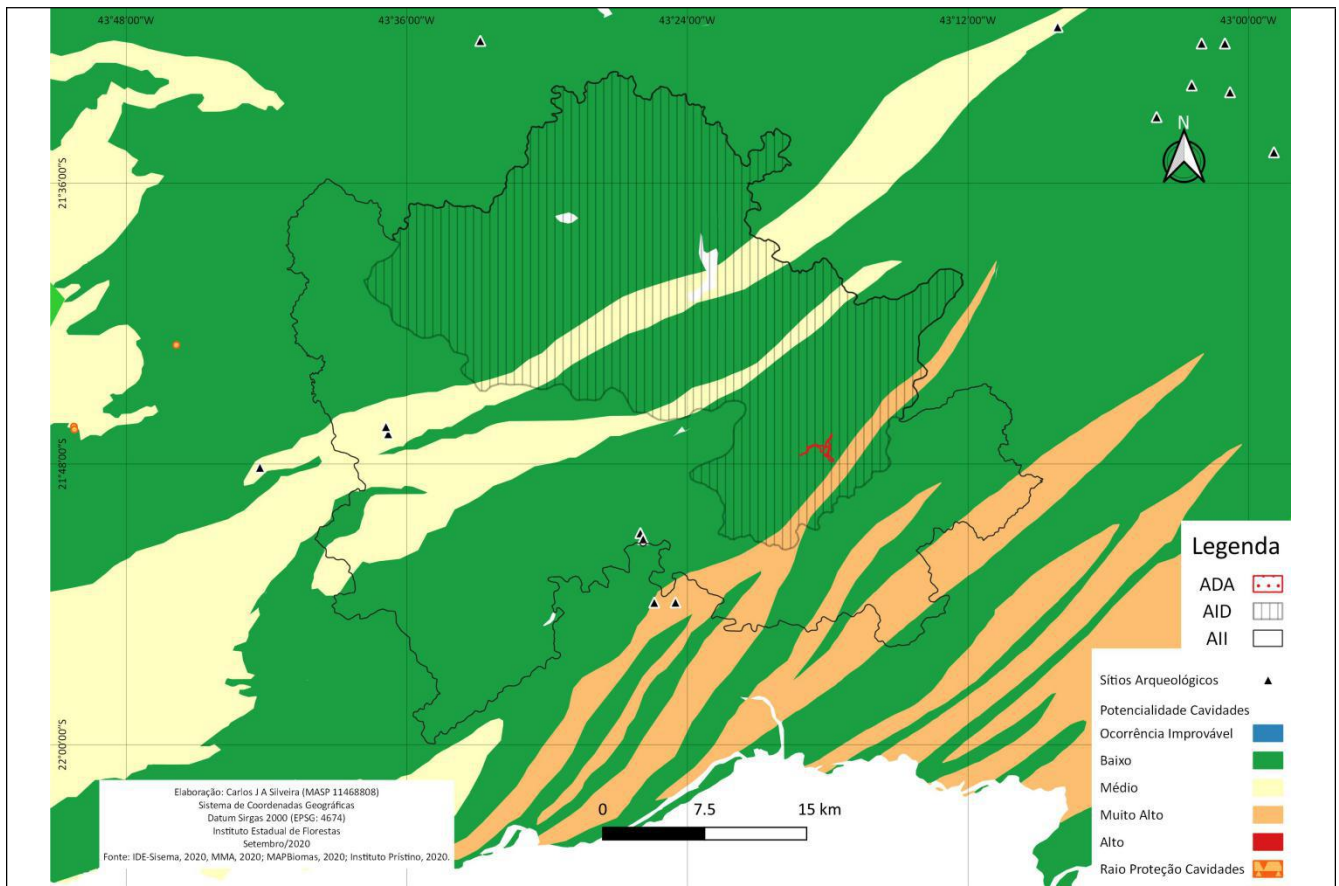 43°48'00"W 43°36'00"W 43°24'00"W 43°12'00"W 43°00'00"W
21°36'00"S
21°48'00"S
22°00'00"S
N
Legenda
ADA
AID
AII
Sítios Arqueológicos
Potencialidade Cavidades
Ocorrência Improvável
Baixo
Médio
Muito Alto
Alto
Raio Proteção Cavidades
0 7.5 15 km
Elaboração: Carlos J A Silveira (MASP 11468808)
Sistema de Coordenadas Geográficas
Datum Sirgas 2000 (EPSG: 4674)
Instituto Estadual de Florestas
Setembro/2020
Fonte: IDE-Sisema, 2020, MMA, 2020; MAPBiomas, 2020; Instituto Prístino, 2020.